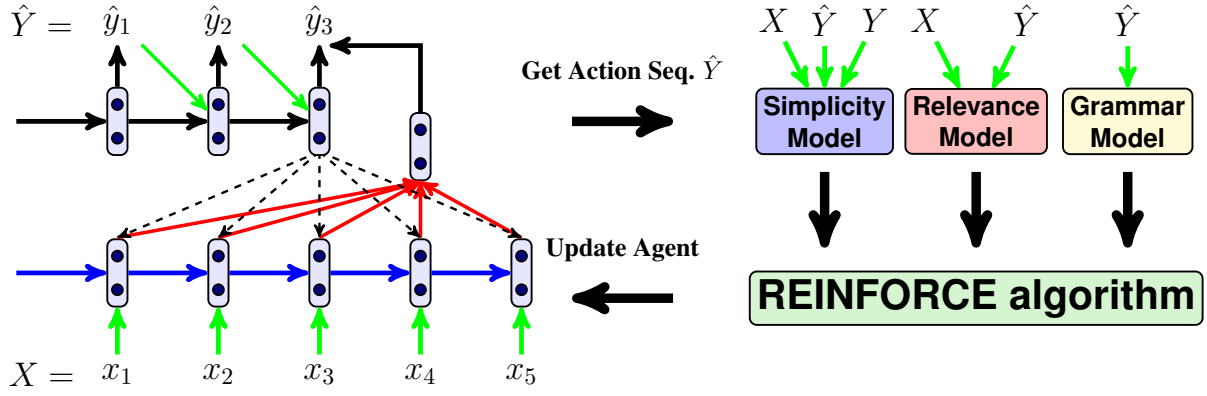 Ŷ = ŷ₁ ŷ₂ ŷ₃
Get Action Seq. Ŷ
X Ŷ Y
X Ŷ
Ŷ
Simplicity
Model
Relevance
Model
Grammar
Model
Update Agent
REINFORCE algorithm
X = x₁ x₂ x₃ x₄ x₅